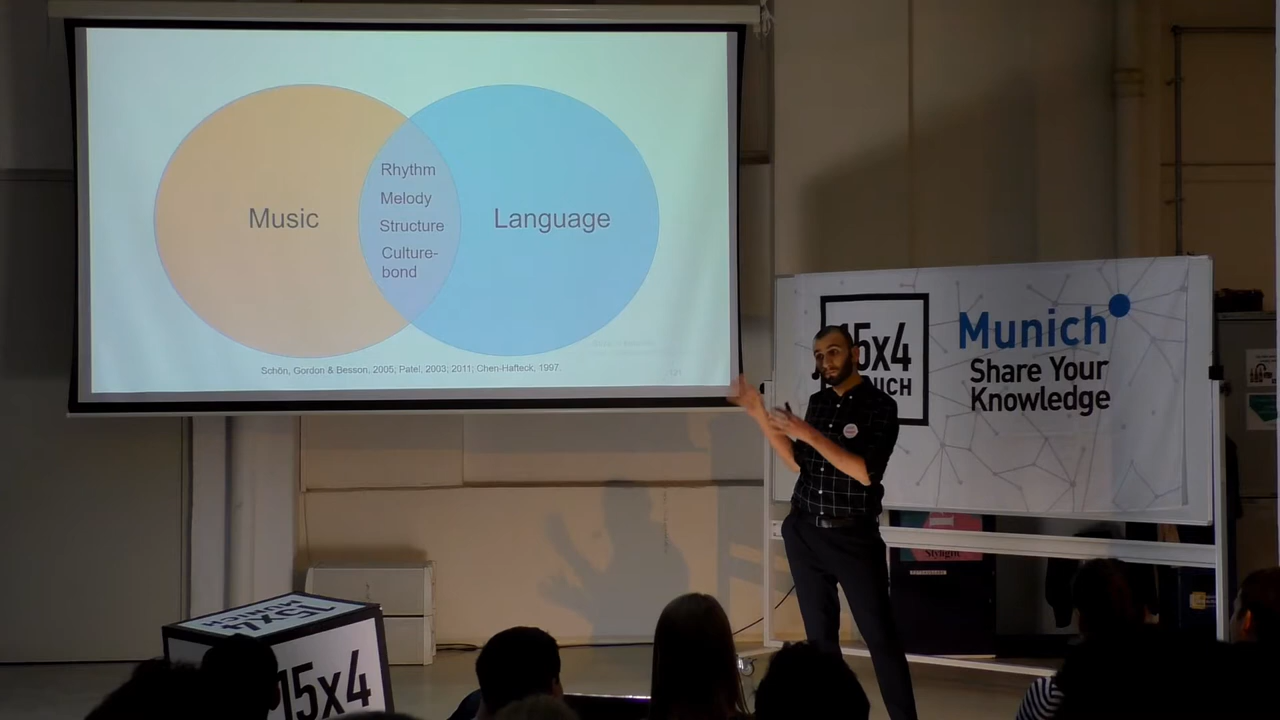 Music
Rhythm
Melody
Structure
Culture-
bond
Language
Schön, Gordon & Besson, 2005, Patel, 2003; 2011; Chen-Hafteck, 1997.
15x4
Munich
Share Your
Knowledge
15x4
MUNICH
15x4